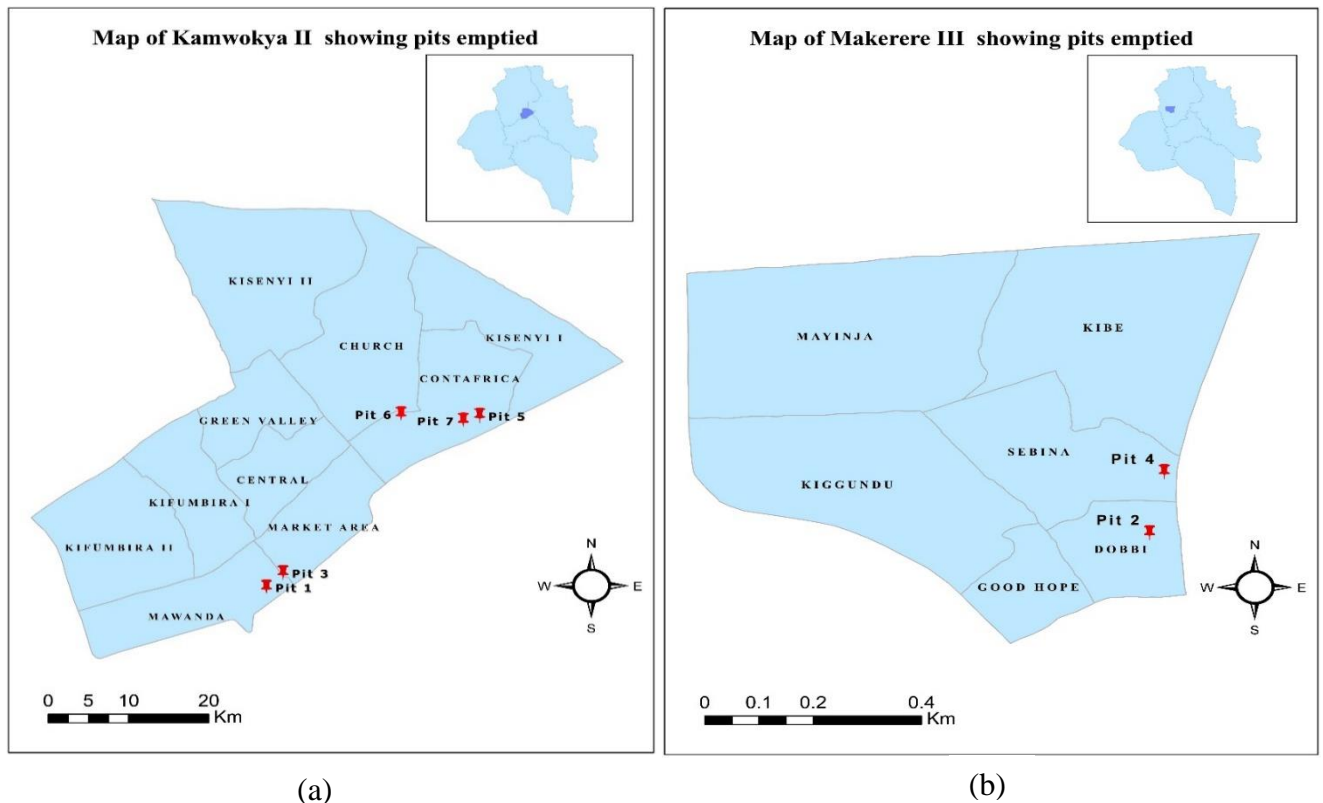 Map of Kamwokya II showing pits emptied
KISENYI II
CHURCH
KISENYI I
CONTAFRICA
Pit 6
Pit 7
Pit 5
GREEN VALLEY
CENTRAL
KIFUMBIRA I
MARKET AREA
KIFUMBIRA II
Pit 3
Pit 1
MAWANDA
N
W
E
S
0 5 10 20
Km
(a)
Map of Makerere III showing pits emptied
MAYINJA
KIBE
SEBINA
Pit 4
KIGGUNDU
Pit 2
DOBBI
GOOD HOPE
N
W
E
S
0 0.1 0.2 0.4
Km
(b)